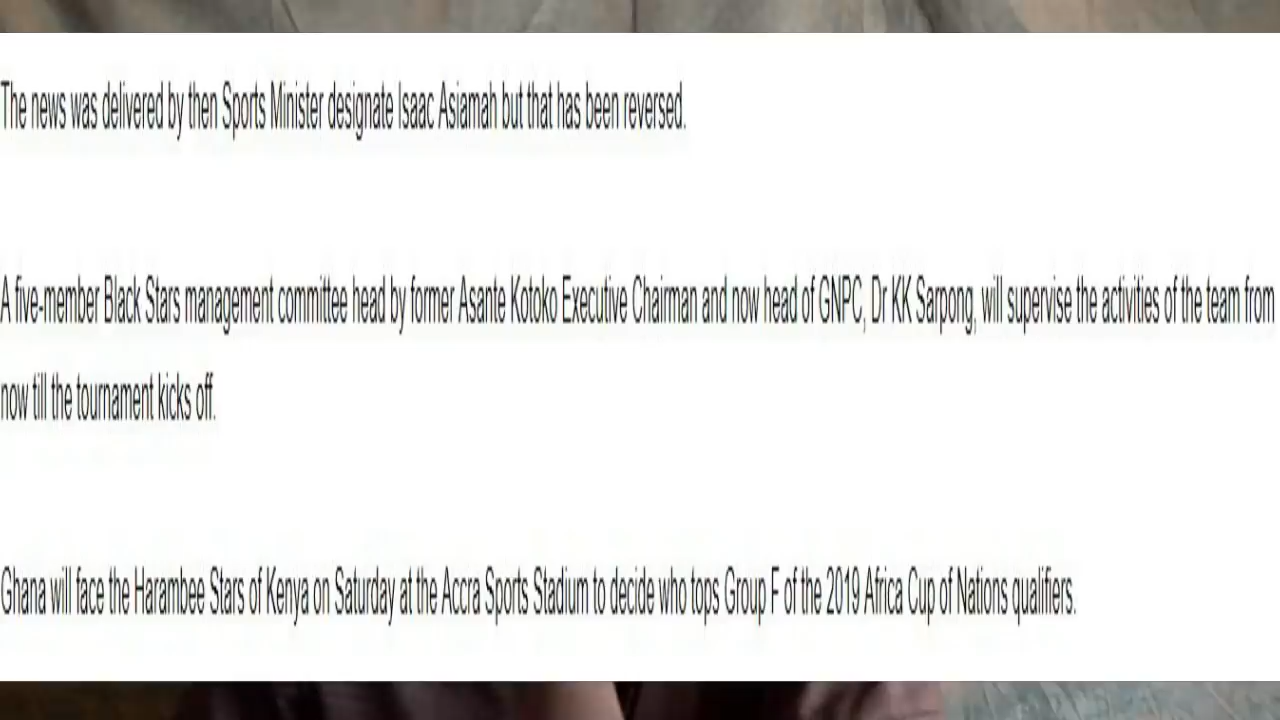 The news was delivered by then Sports Minister designate Isaac Asiamah but that has been reversed.
A five-member Black Stars management committee head by former Asante Kotoko Executive Chairman and now head of GNPC, Dr KK Sarpong, will supervise the activities of the team from
now till the tournament kicks off.
Ghana will face the Harambee Stars of Kenya on Saturday at the Accra Sports Stadium to decide who tops Group F of the 2019 Africa Cup of Nations qualifiers.